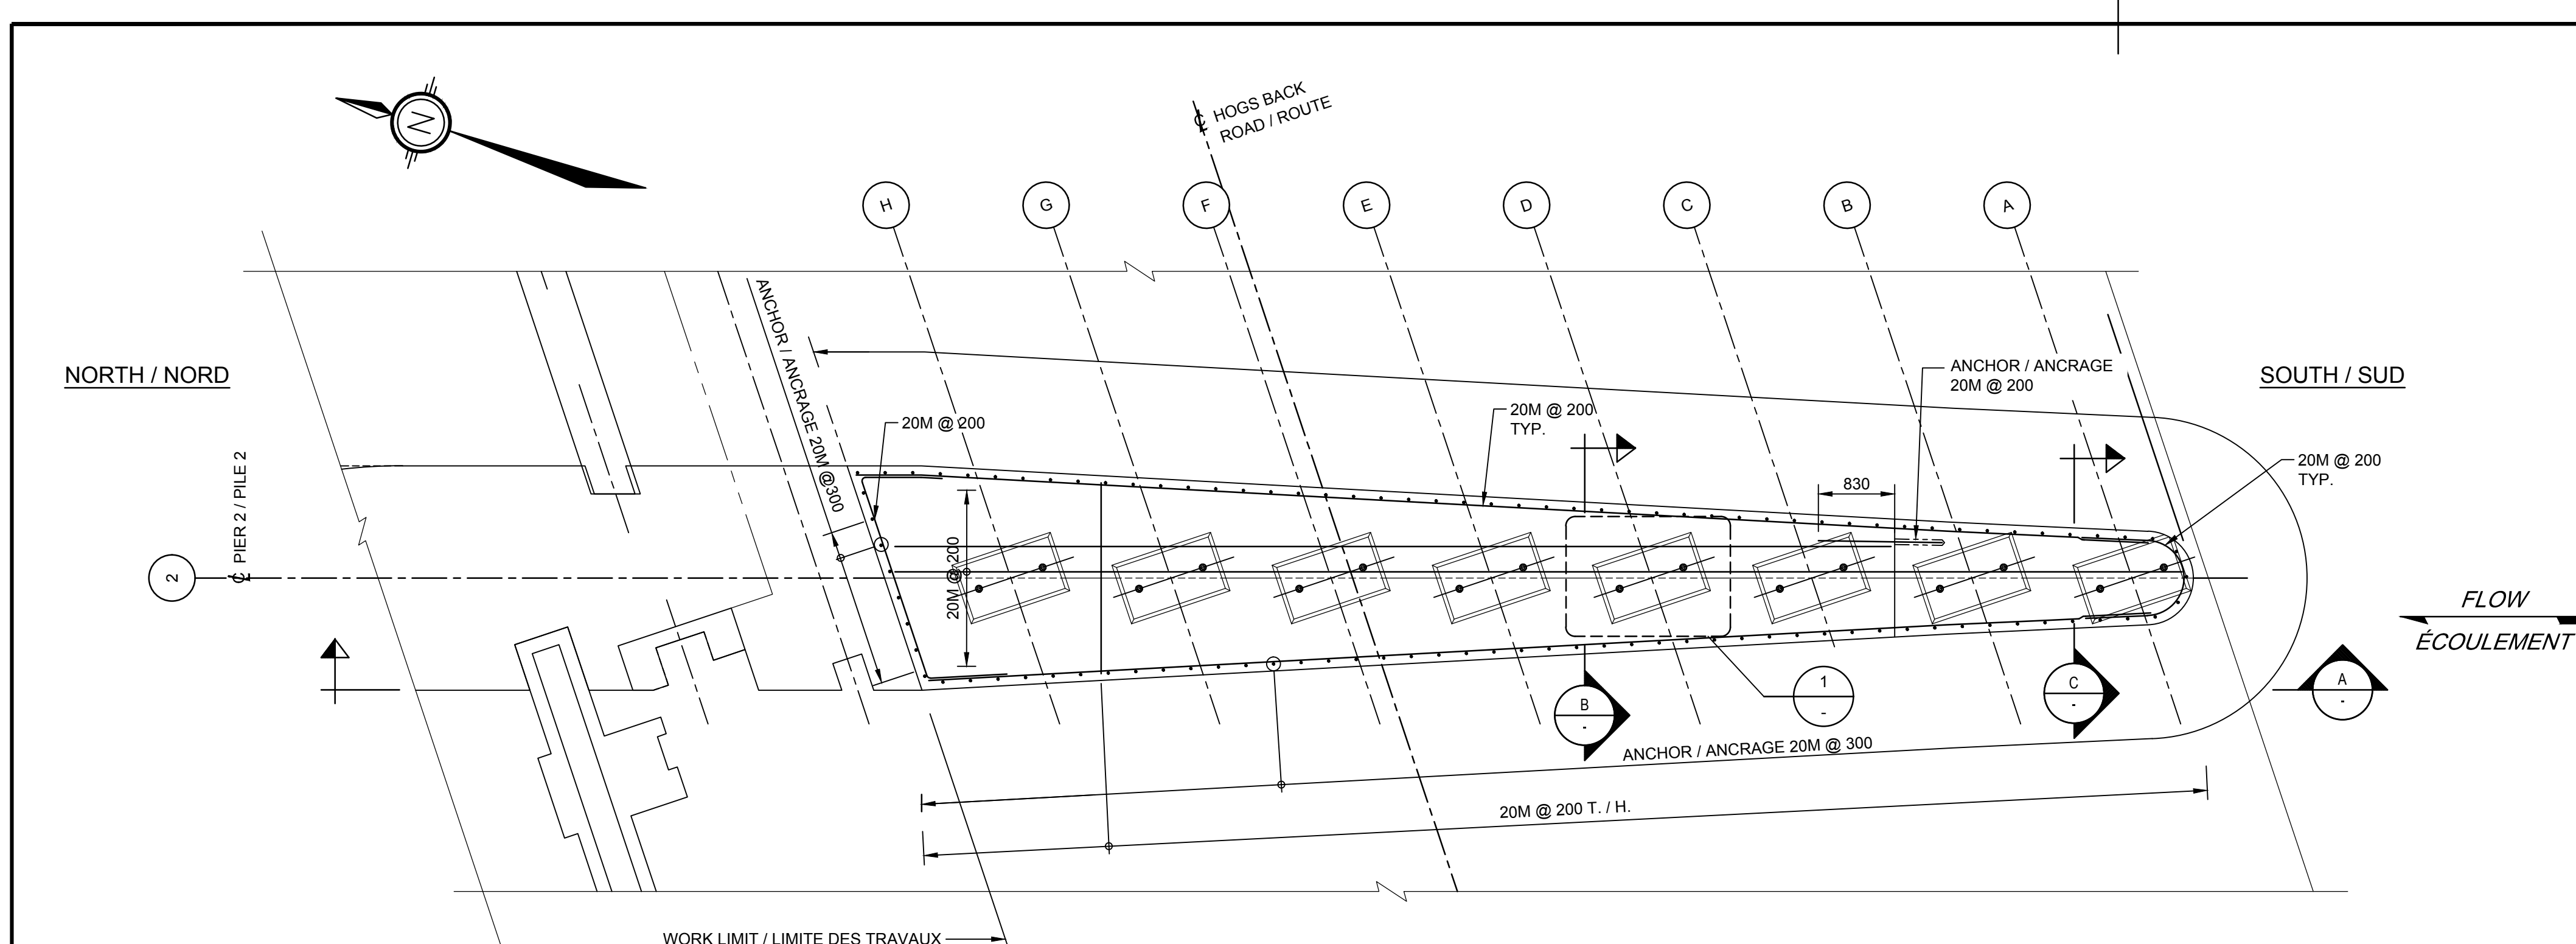 N
℄ HOGS BACK
ROAD / ROUTE
H
G
F
E
D
C
B
A
NORTH / NORD
SOUTH / SUD
ANCHOR / ANCRAGE 20M @300
ANCHOR / ANCRAGE
20M @ 200
20M @ 200
20M @ 200
TYP.
20M @ 200
TYP.
830
℄ PIER 2 / PILE 2
2
20M @ 200
FLOW
ÉCOULEMENT
1
-
B
-
C
-
A
-
ANCHOR / ANCRAGE 20M @ 300
20M @ 200 T. / H.
WORK LIMIT / LIMITE DES TRAVAUX